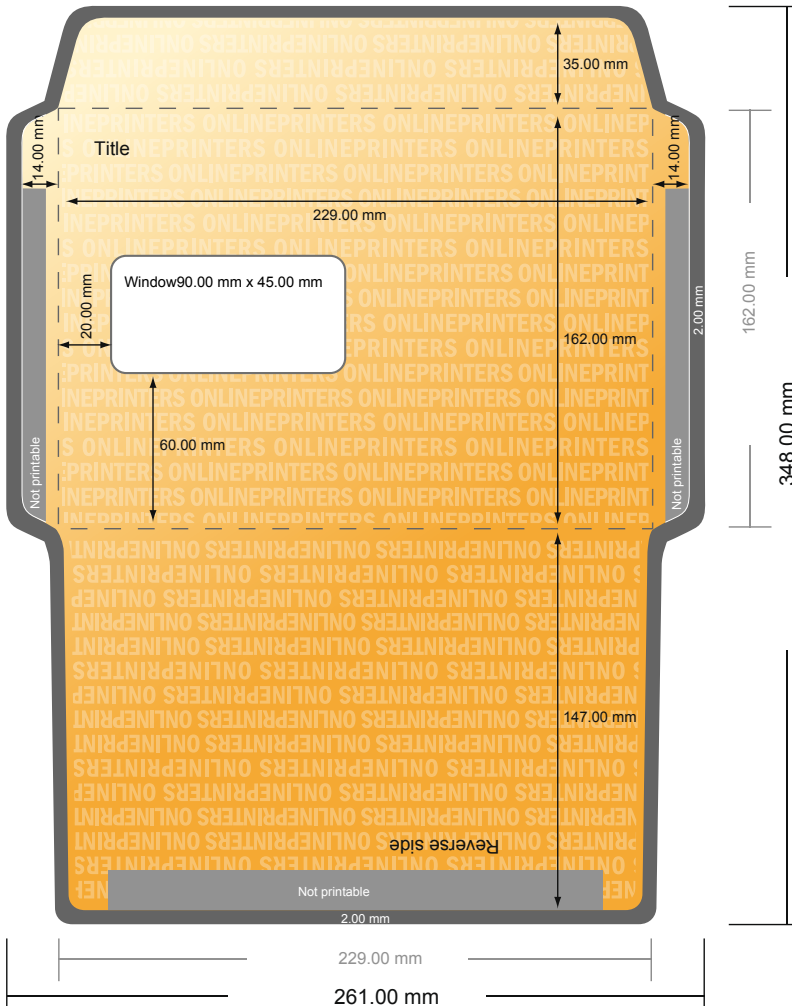 35.00 mm
14.00 mm
Title
14.00 mm
229.00 mm
ONLINEPRINTERS ONLINEPRINTERS
Window90.00 mm x 45.00 mm
20.00 mm
162.00 mm
2.00 mm
162.00 mm
348.00 mm
60.00 mm
Not printable
Not printable
147.00 mm
Reverse side
Not printable
2.00 mm
229.00 mm
261.00 mm